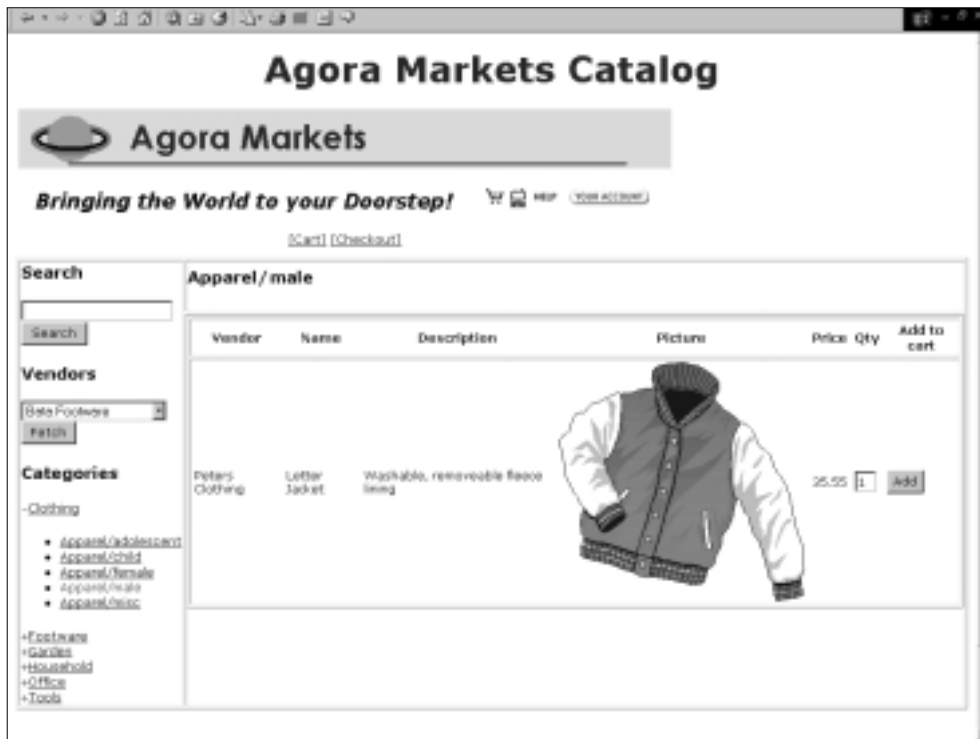 Agora Markets Catalog
Agora Markets
Bringing the World to your Doorstep!
HELP
YOUR ACCOUNT
[Cart] [Checkout]
Search
Search
Vendors
Bata Footware
Fetch
Categories
-Clothing
Apparel/adolescent
Apparel/child
Apparel/female
Apparel/male
Apparel/misc
+Footware
+Garden
+Household
+Office
+Tools
Apparel/male
Vendor Name Description Picture Price Qty Add to cart
Peters Clothing
Letter Jacket
Washable, removeable fleece lining
35.55 1 Add